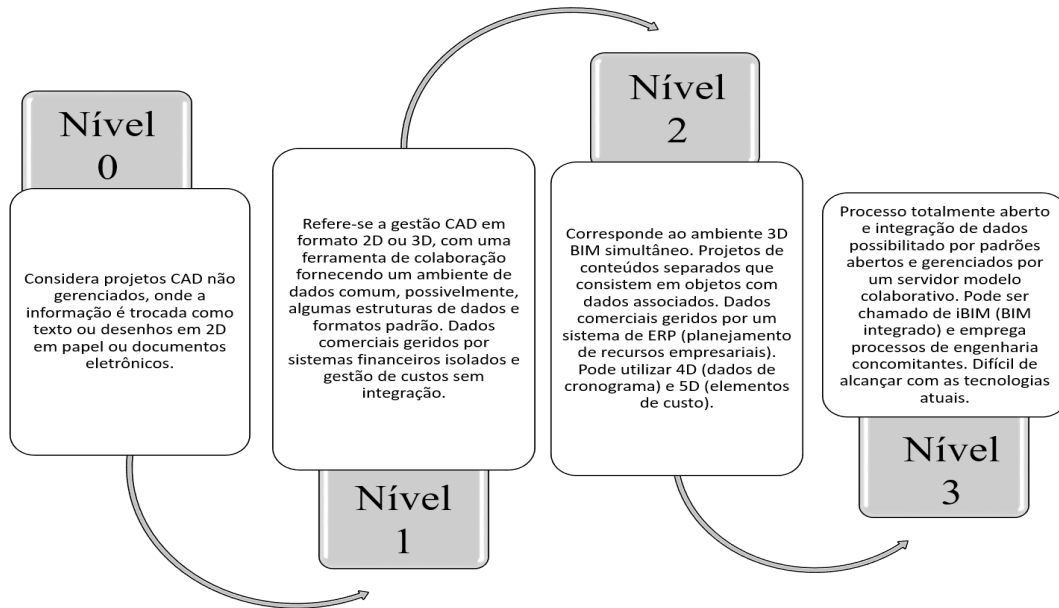 Nível
0
Considera projetos CAD não
gerenciados, onde a
informação é trocada como
texto ou desenhos em 2D
em papel ou documentos
eletrônicos.
Refere-se a gestão CAD em
formato 2D ou 3D, com uma
ferramenta de colaboração
fornecendo um ambiente de
dados comum, possivelmente,
algumas estruturas de dados e
formatos padrão. Dados
comerciais geridos por
sistemas financeiros isolados e
gestão de custos sem
integração.
Nível
1
Nível
2
Corresponde ao ambiente 3D
BIM simultâneo. Projetos de
conteúdos separados que
consistem em objetos com
dados associados. Dados
comerciais geridos por um
sistema de ERP (planejamento
de recursos empresariais).
Pode utilizar 4D (dados de
cronograma) e 5D (elementos
de custo).
Processo totalmente aberto
e integração de dados
possibilitado por padrões
abertos e gerenciados por
um servidor modelo
colaborativo. Pode ser
chamado de iBIM (BIM
integrado) e emprega
processos de engenharia
concomitantes. Difícil de
alcançar com as tecnologias
atuais.
Nível
3